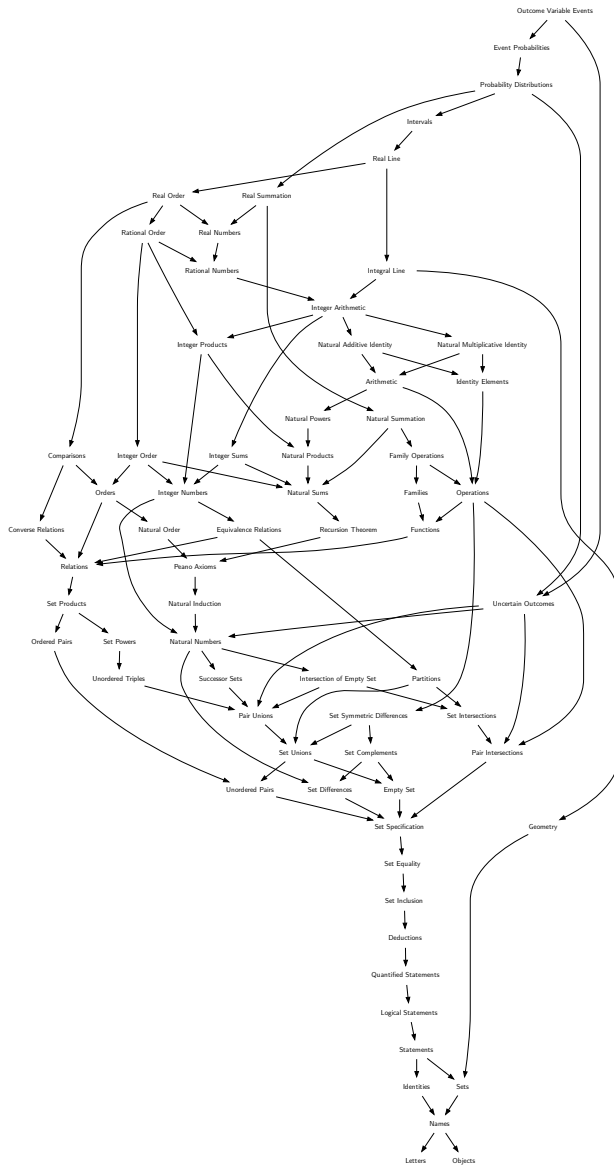 Outcome Variable Events
Event Probabilities
Probability Distributions
Intervals
Real Line
Real Order
Real Summation
Rational Order
Real Numbers
Rational Numbers
Integral Line
Integer Arithmetic
Integer Products
Natural Additive Identity
Natural Multiplicative Identity
Arithmetic
Identity Elements
Natural Powers
Natural Summation
Comparisons
Integer Order
Integer Sums
Natural Products
Family Operations
Orders
Integer Numbers
Natural Sums
Families
Operations
Converse Relations
Natural Order
Equivalence Relations
Recursion Theorem
Functions
Relations
Peano Axioms
Set Products
Natural Induction
Uncertain Outcomes
Ordered Pairs
Set Powers
Natural Numbers
Unordered Triples
Successor Sets
Intersection of Empty Set
Partitions
Pair Unions
Set Symmetric Differences
Set Intersections
Set Unions
Set Complements
Pair Intersections
Unordered Pairs
Set Differences
Empty Set
Set Specification
Geometry
Set Equality
Set Inclusion
Deductions
Quantified Statements
Logical Statements
Statements
Identities
Sets
Names
Letters
Objects